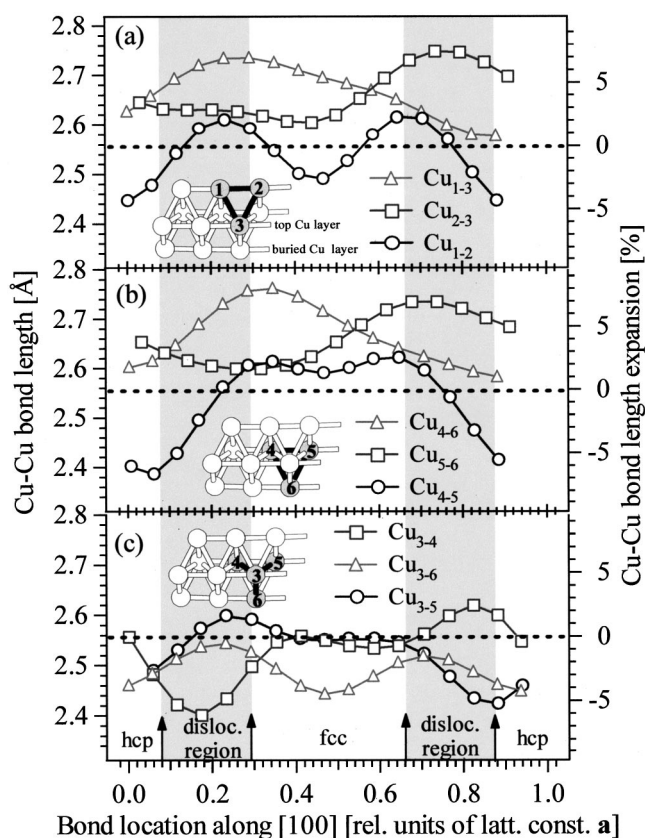 (a)
2.8
2.7
2.6
2.5
2.4
5
0
-5
1
2
3
top Cu layer
buried Cu layer
Cu1-3
Cu2-3
Cu1-2
(b)
2.8
2.7
2.6
2.5
2.4
5
0
-5
4
5
6
Cu4-6
Cu5-6
Cu4-5
(c)
2.8
2.7
2.6
2.5
2.4
5
0
-5
4
5
3
6
Cu3-4
Cu3-6
Cu3-5
hcp
disloc.
region
fcc
disloc.
region
hcp
0.0
0.2
0.4
0.6
0.8
1.0
Cu-Cu bond length [Å]
Cu-Cu bond length expansion [%]
Bond location along [100] [rel. units of latt. const. a]